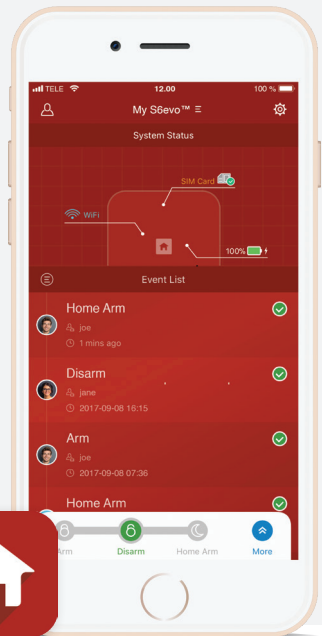 TELE 12.00 100 %
My S6evo™
System Status
SIM Card
WiFi
100%
Event List
Home Arm
joe
1 mins ago
Disarm
jane
2017-09-08 16:15
Arm
joe
2017-09-08 07:36
Home Arm
Arm Disarm Home Arm More